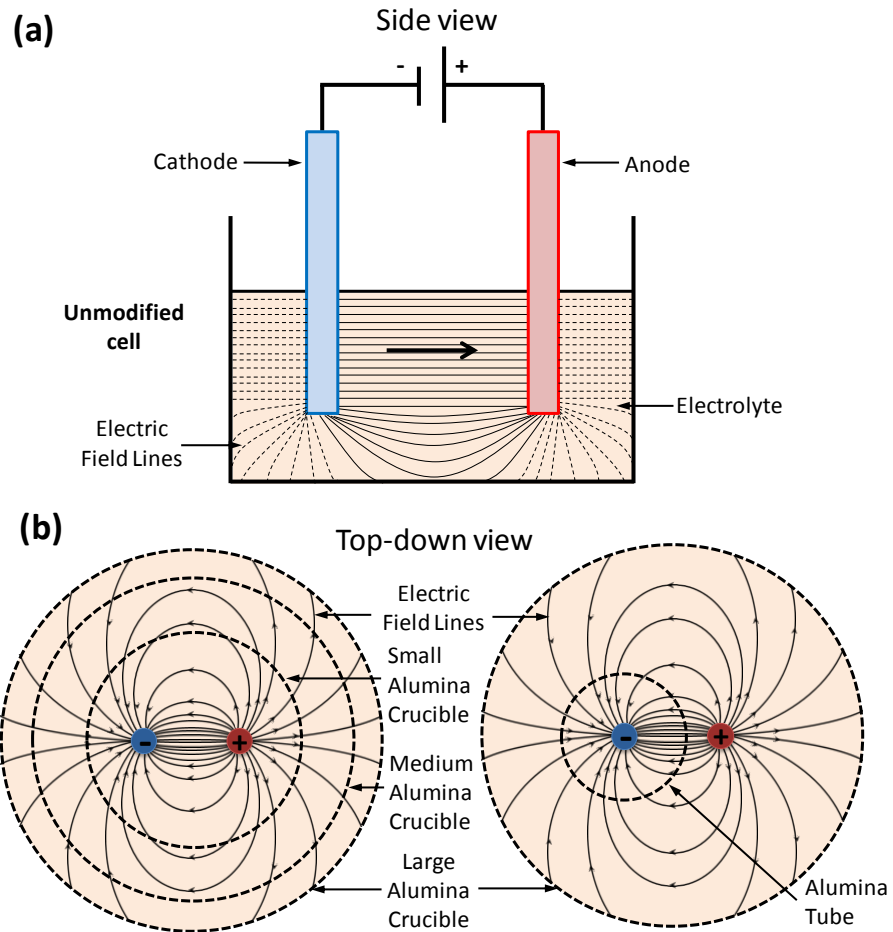 (a)
Side view
- +
Cathode
Anode
Unmodified
cell
Electrolyte
Electric
Field Lines
(b)
Top-down view
Electric
Field Lines
Small
Alumina
Crucible
- +
- +
Medium
Alumina
Crucible
Large
Alumina
Crucible
Alumina
Tube